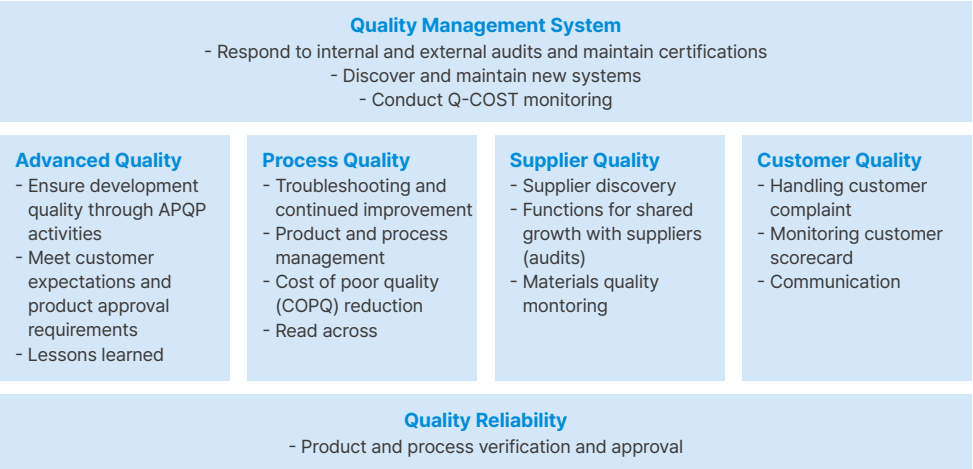 Quality Management System
- Respond to internal and external audits and maintain certifications
- Discover and maintain new systems
- Conduct Q-COST monitoring
Advanced Quality
- Ensure development
quality through APQP
activities
- Meet customer
expectations and
product approval
requirements
- Lessons learned
Process Quality
- Troubleshooting and
continued improvement
- Product and process
management
- Cost of poor quality
(COPQ) reduction
- Read across
Supplier Quality
- Supplier discovery
- Functions for shared
growth with suppliers
(audits)
- Materials quality
montoring
Customer Quality
- Handling customer
complaint
- Monitoring customer
scorecard
- Communication
Quality Reliability
- Product and process verification and approval